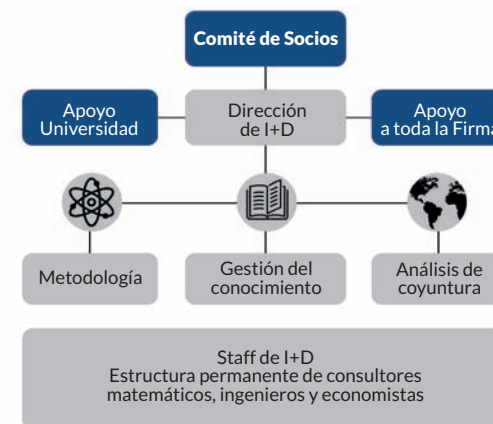 Comité de Socios
Apoyo
Universidad
Dirección
de I+D
Apoyo
a toda la Firma
Metodología
Gestión del
conocimiento
Análisis de
coyuntura
Staff de I+D
Estructura permanente de consultores
matemáticos, ingenieros y economistas